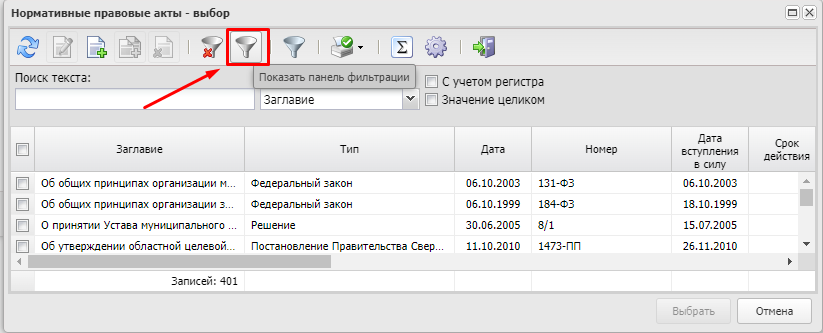 Нормативные правовые акты - выбор
Поиск текста:
Показать панель фильтрации
С учетом регистра
Заглавие
Значение целиком
Заглавие Тип Дата Номер Дата вступления в силу Срок действия
Об общих принципах организации м... Федеральный закон 06.10.2003 131-ФЗ 06.10.2003
Об общих принципах организации з... Федеральный закон 06.10.1999 184-ФЗ 18.10.1999
О принятии Устава муниципального ... Решение 30.06.2005 8/1 15.07.2005
Об утверждении областной целевой... Постановление Правительства Свер... 11.10.2010 1473-ПП 26.11.2010
Записей: 401
Выбрать Отмена